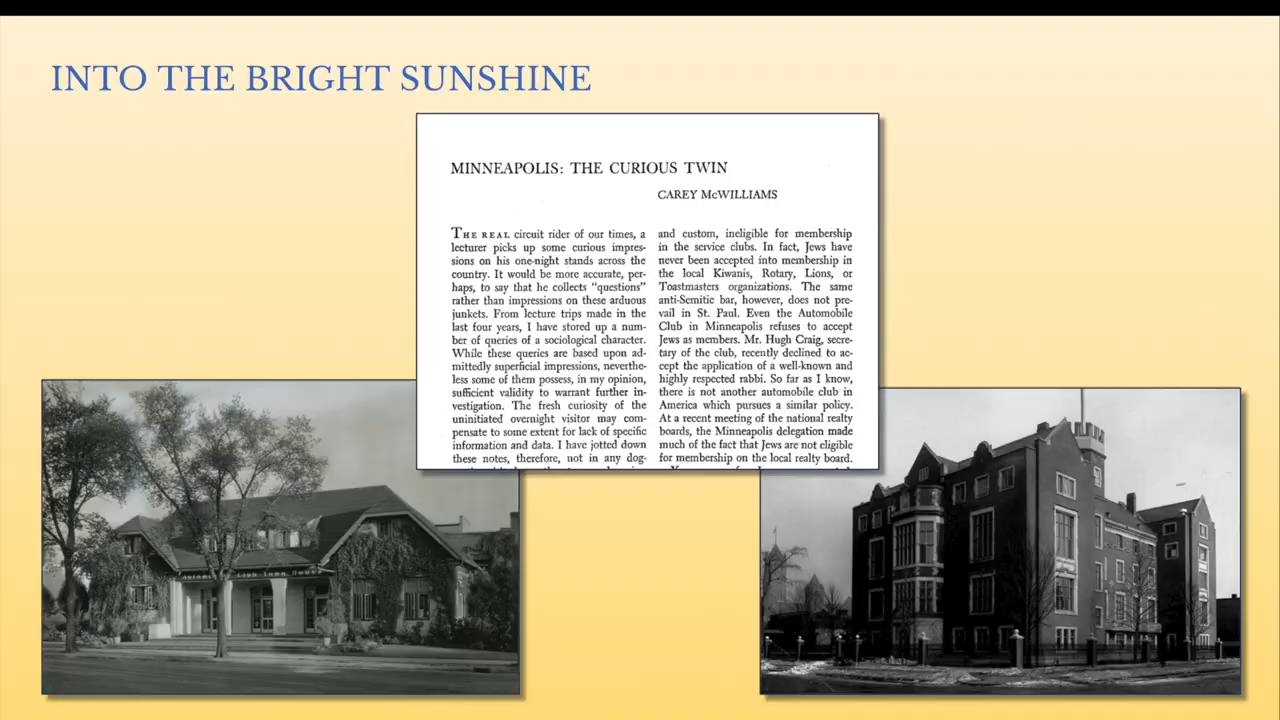 INTO THE BRIGHT SUNSHINE
MINNEAPOLIS: THE CURIOUS TWIN
CAREY McWILLIAMS
THE REAL circuit rider of our times, a
lecturer picks up some curious impres-
sions on his one-night stands across the
country. It would be more accurate, per-
haps, to say that he collects "questions"
rather than impressions on these arduous
junkets. From lecture trips made in the
last four years, I have stored up a num-
ber of queries of a sociological character.
While these queries are based upon ad-
mittedly superficial impressions, neverthe-
less some of them possess, in my opinion,
sufficient validity to warrant further in-
vestigation. The fresh curiosity of the
uninitiated overnight visitor may com-
pensate to some extent for lack of specific
information and data. I have jotted down
these notes, therefore, not in any dog-
and custom, ineligible for membership
in the service clubs. In fact, Jews have
never been accepted into membership in
the local Kiwanis, Rotary, Lions, or
Toastmasters organizations. The same
anti-Semitic bar, however, does not pre-
vail in St. Paul. Even the Automobile
Club in Minneapolis refuses to accept
Jews as members. Mr. Hugh Craig, secre-
tary of the club, recently declined to ac-
cept the application of a well-known and
highly respected rabbi. So far as I know,
there is not another automobile club in
America which pursues a similar policy.
At a recent meeting of the national realty
boards, the Minneapolis delegation made
much of the fact that Jews are not eligible
for membership on the local realty board.
Automobile Club Town House